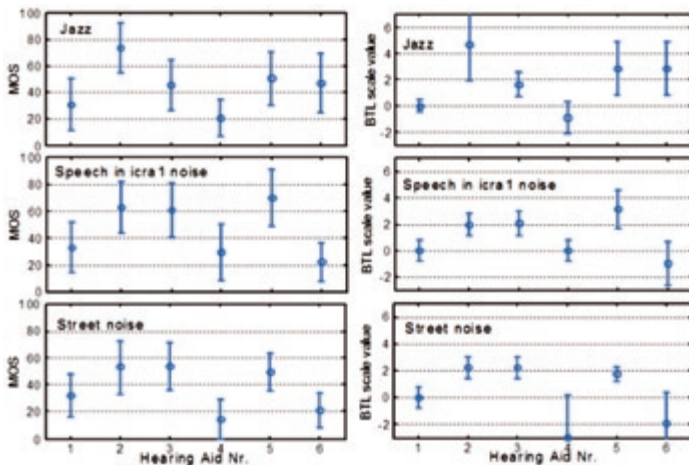 100
80
60
40
20
0
MOS
Jazz
6
4
2
0
-2
BTL scale value
Jazz
100
80
60
40
20
0
MOS
Speech in icra1 noise
6
4
2
0
-2
BTL scale value
Speech in icra1 noise
100
80
60
40
20
0
MOS
Street noise
1 2 3 4 5 6
Hearing Aid Nr.
6
4
2
0
-2
BTL scale value
Street noise
1 2 3 4 5 6
Hearing Aid Nr.